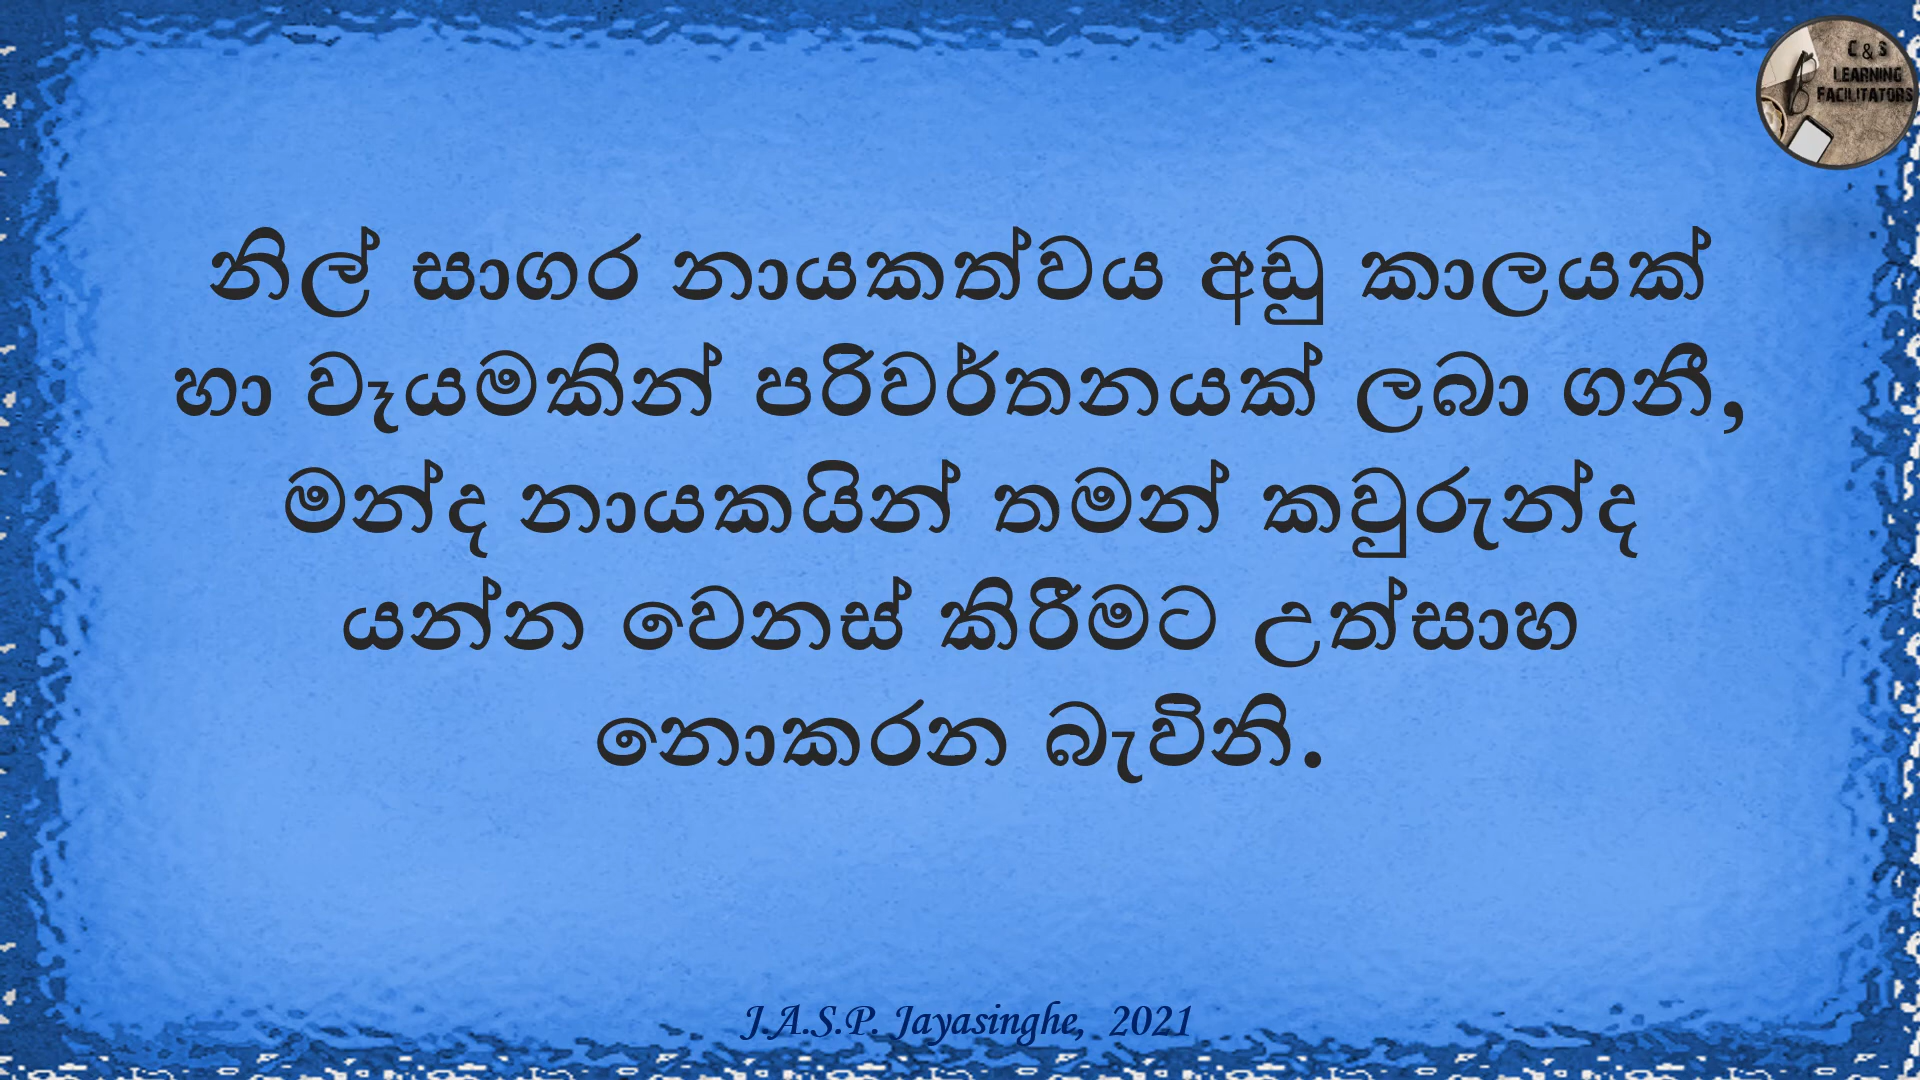 C & S
LEARNING
FACILITATORS
නිල් සාගර නායකත්වය අඩු කාලයක්
හා වෑයමකින් පරිවර්තනයක් ලබා ගනී,
මන්ද නායකයින් තමන් කවුරුන්ද
යන්න වෙනස් කිරීමට උත්සාහ
නොකරන බැවිනි.
J.A.S.P. Jayasinghe, 2021